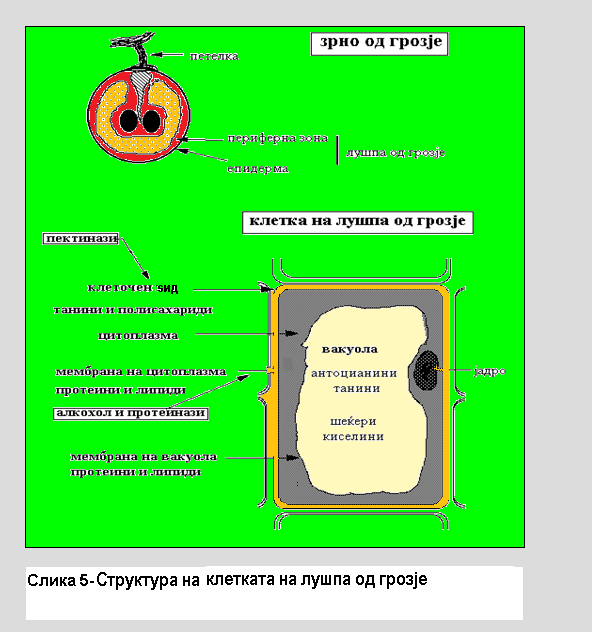 зрно од грозје
петелка
периферна зона
лушпа од грозје
епидерма
клетка на лушпа од грозје
пектинази
клеточен ѕид
танини и полисахариди
цитоплазма
вакуола
мембрана на цитоплазма
антоцианини
јадро
танини
протеини и липиди
алкохол и протеинази
шеќери
киселини
мембрана на вакуола
протеини и липиди
Слика 5-Структура на клетката на лушпа од грозје